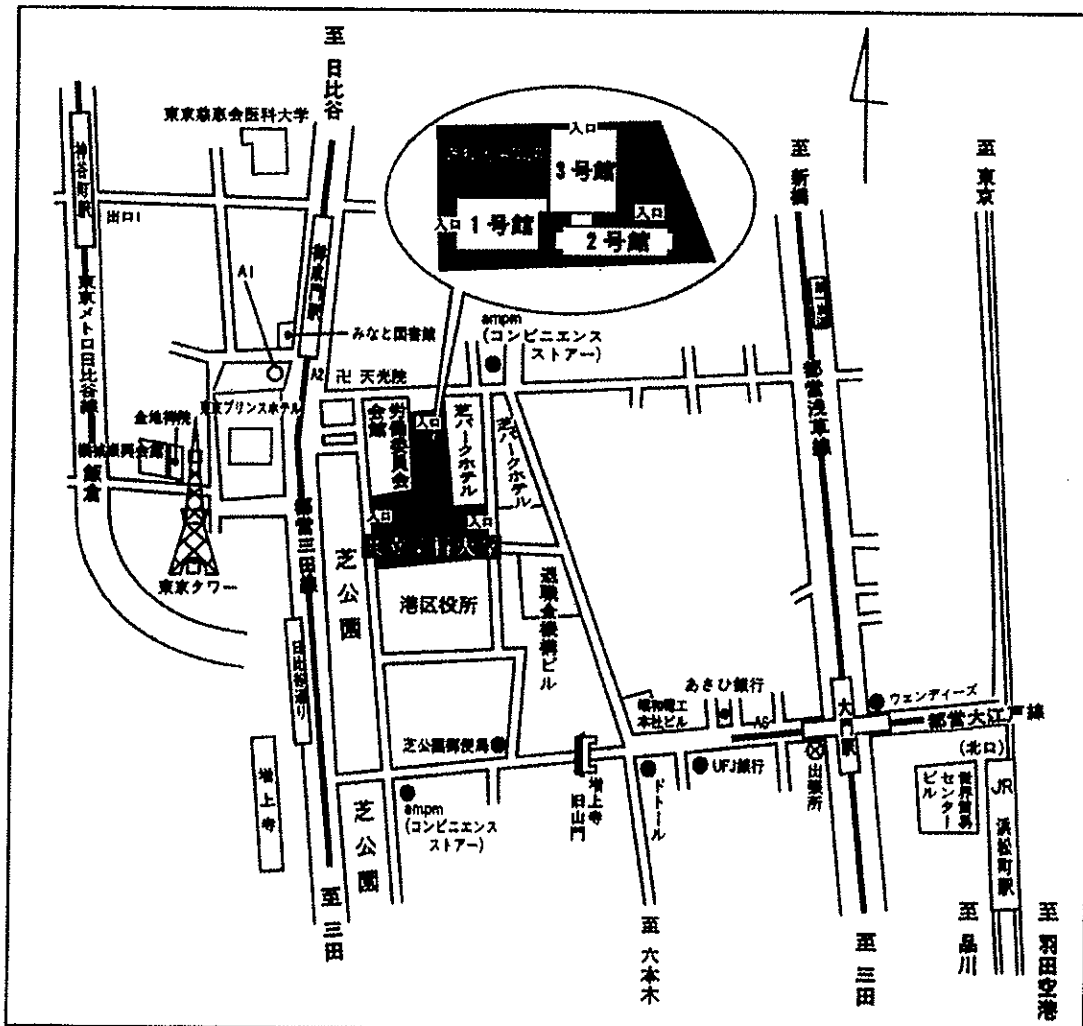 至 日比谷
東京慈恵会医科大学
神谷町駅
出口1
入口
3号館
入口
1号館
入口
2号館
至 新橋
至 東京
御成門駅
A1
東京メトロ日比谷線
みなと図書館
ampm
(コンビニエンス
ストアー)
A2
卍 天光院
東京プリンスホテル
都営浅草線
金地禅院
機械振興会館
飯倉
労働委員会
会館
入口
芝パークホテル
芝パークホテル
入口
入口
都営三田線
東京タワー
芝公園
港区役所
退職金機構ビル
日比谷通り
あさひ銀行
ウェンディーズ
昭和電工
本社ビル
A6
大門駅
都営大江戸線
芝公園郵便局
UFJ銀行
出張所
(北口)
増上寺
ampm
(コンビニエンス
ストアー)
芝公園
増上寺
旧山門
ドトール
世界貿易
センター
ビル
JR 浜松町駅
至 三田
至 六本木
至 三田
至 品川
至 羽田空港